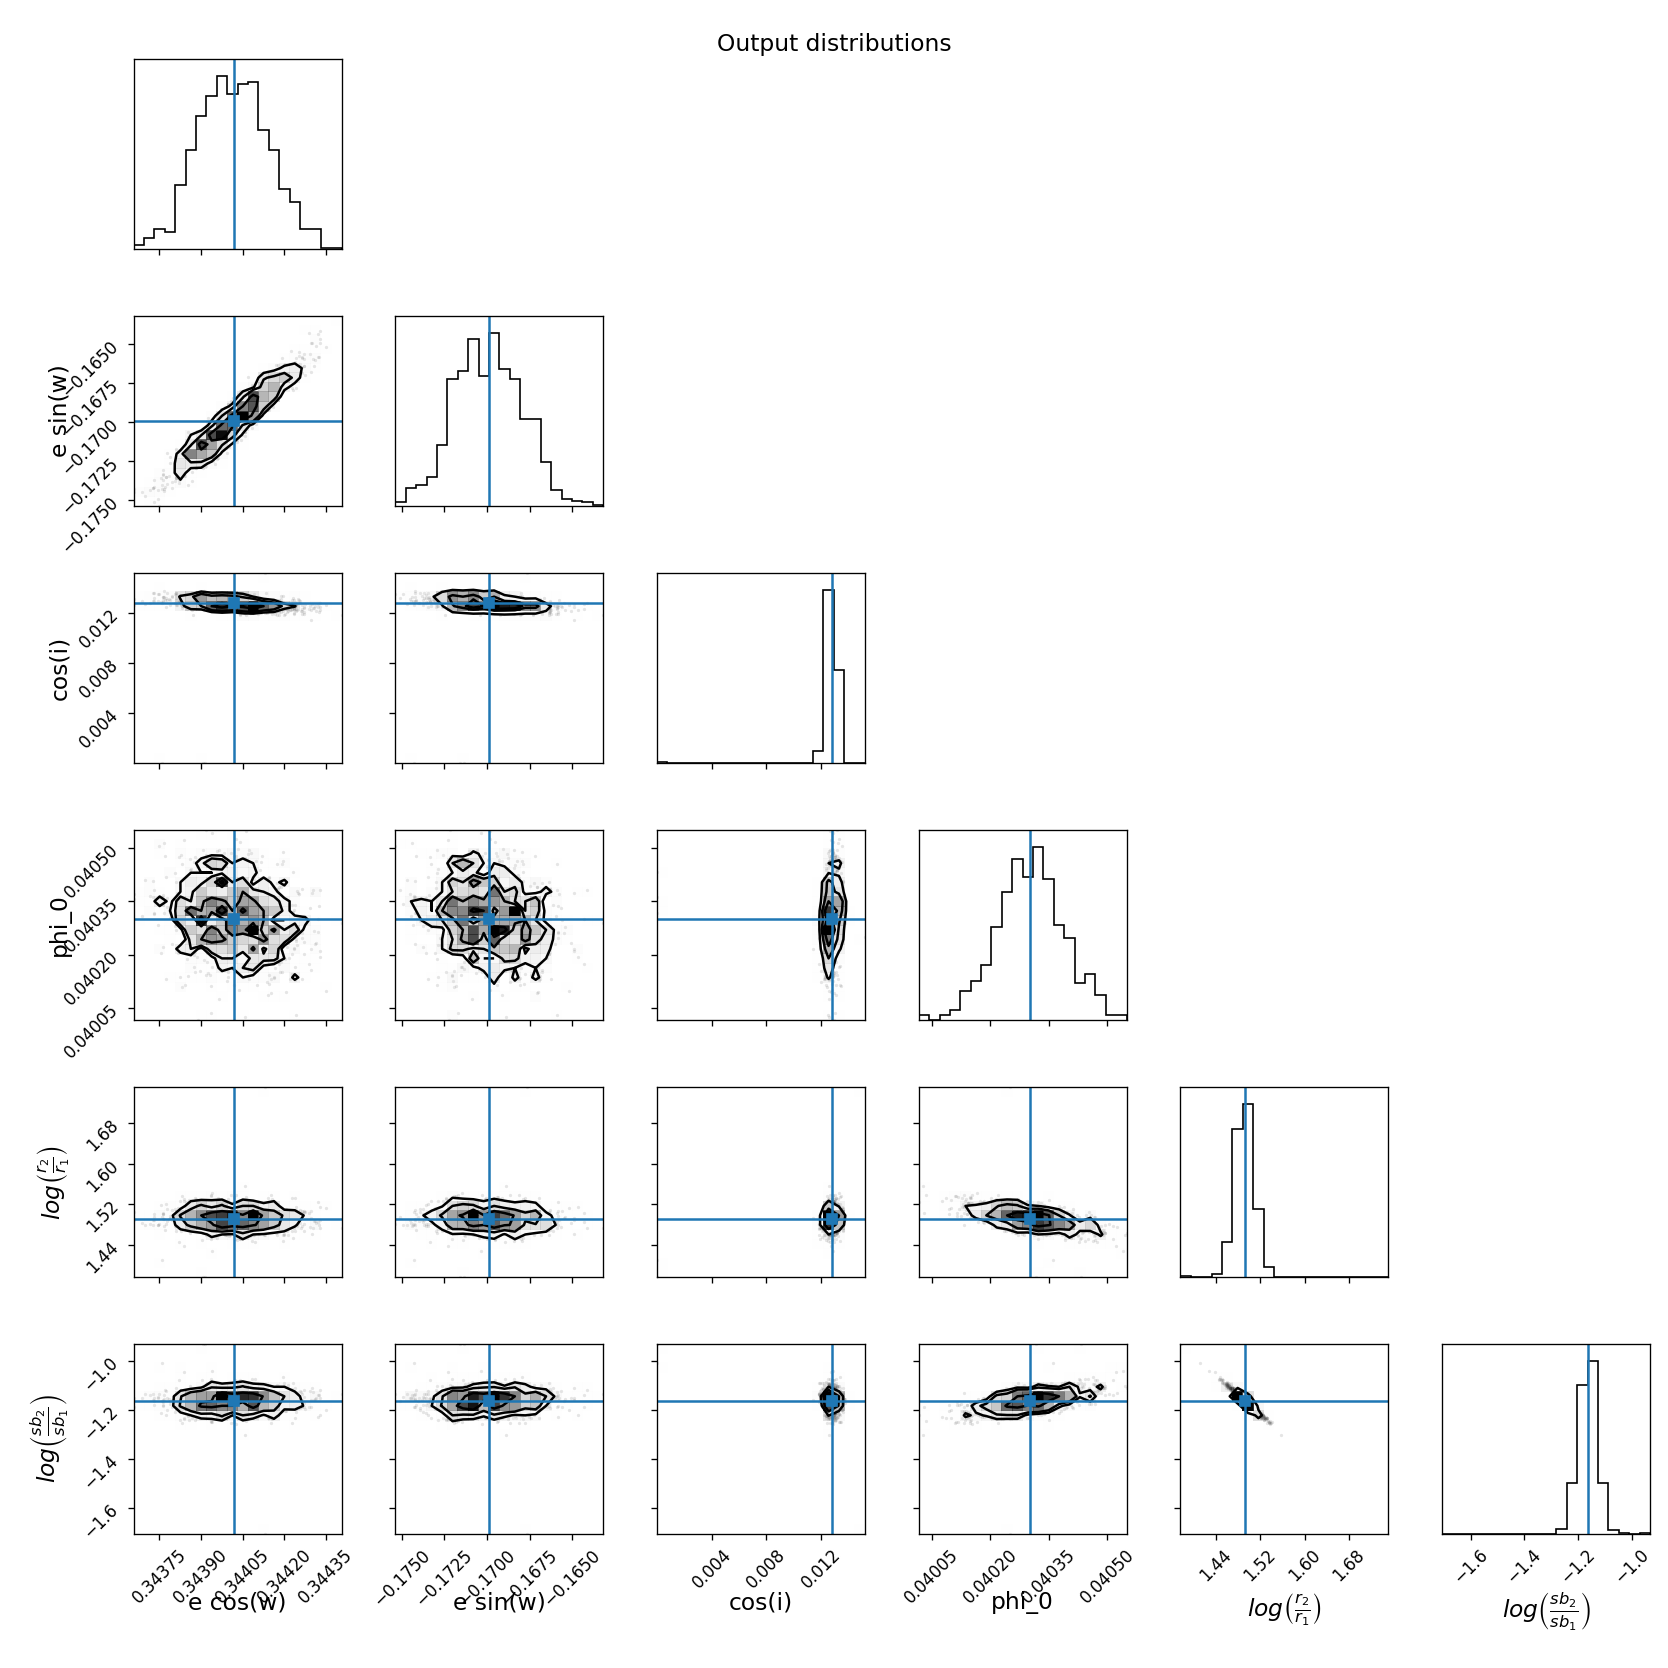 Output distributions
e sin(w)
−0.1650
−0.1675
−0.1700
−0.1725
−0.1750
cos(i)
0.012
0.008
0.004
phi_0
0.04050
0.04035
0.04020
0.04005
log(r₂/r₁)
1.68
1.60
1.52
1.44
log(sb₂/sb₁)
−1.0
−1.2
−1.4
−1.6
0.34375 0.34390 0.34405 0.34420 0.34435
−0.1750 −0.1725 −0.1700 −0.1675 −0.1650
0.004 0.008 0.012
0.04005 0.04020 0.04035 0.04050
1.44 1.52 1.60 1.68
−1.6 −1.4 −1.2 −1.0
e cos(w) e sin(w) cos(i) phi_0 log(r₂/r₁) log(sb₂/sb₁)